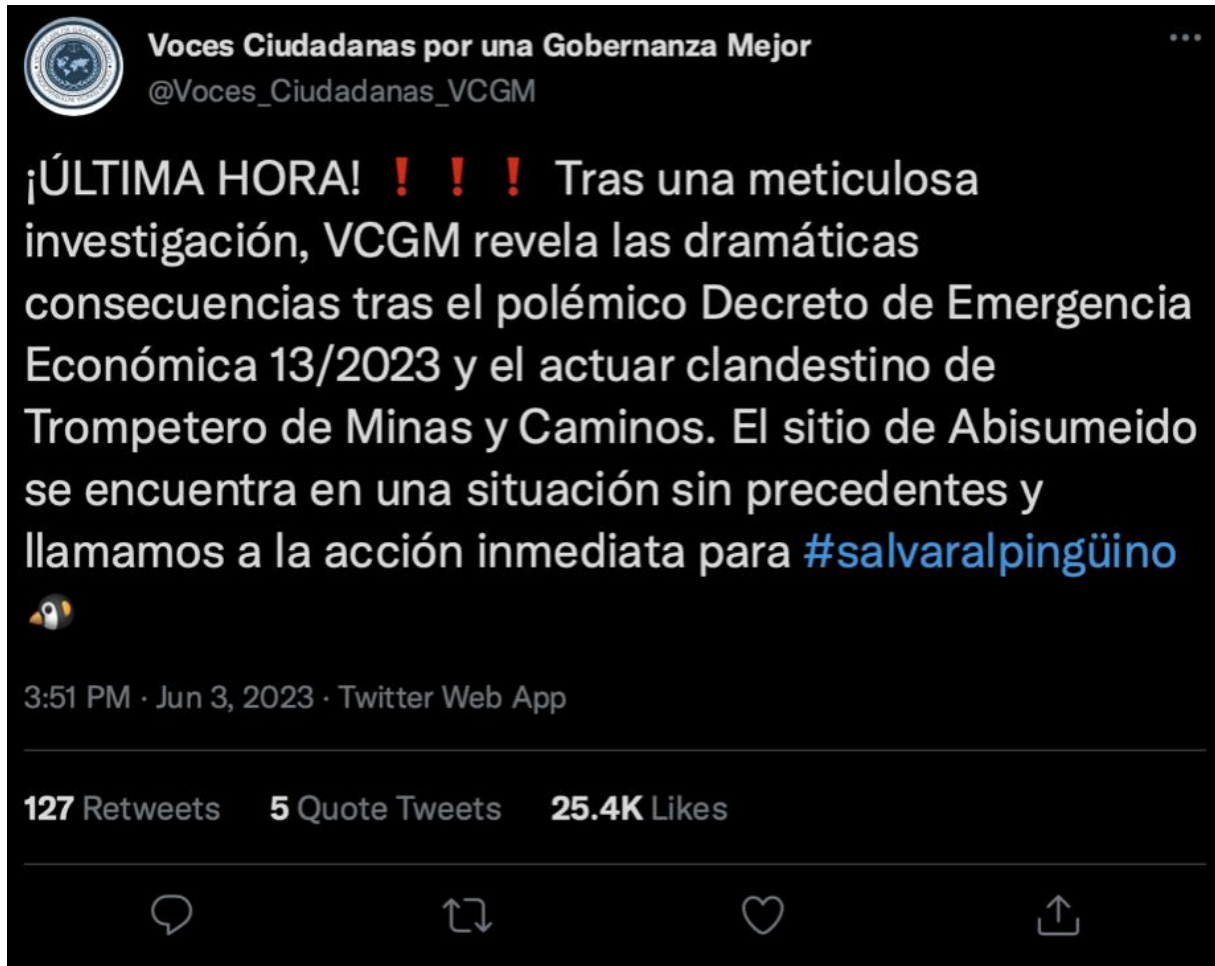 Voces Ciudadanas por una Gobernanza Mejor
@Voces_Ciudadanas_VCGM
¡ÚLTIMA HORA! ❗ ❗ ❗ Tras una meticulosa
investigación, VCGM revela las dramáticas
consecuencias tras el polémico Decreto de Emergencia
Económica 13/2023 y el actuar clandestino de
Trompetero de Minas y Caminos. El sitio de Abisumeido
se encuentra en una situación sin precedentes y
llamamos a la acción inmediata para #salvaralpingüino
🐧
3:51 PM · Jun 3, 2023 · Twitter Web App
127 Retweets 5 Quote Tweets 25.4K Likes